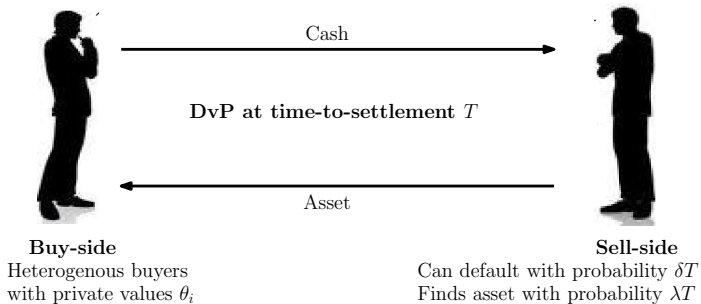 Cash
DvP at time-to-settlement T
Asset
Buy-side
Heterogenous buyers
with private values θ_i
Sell-side
Can default with probability δT
Finds asset with probability λT